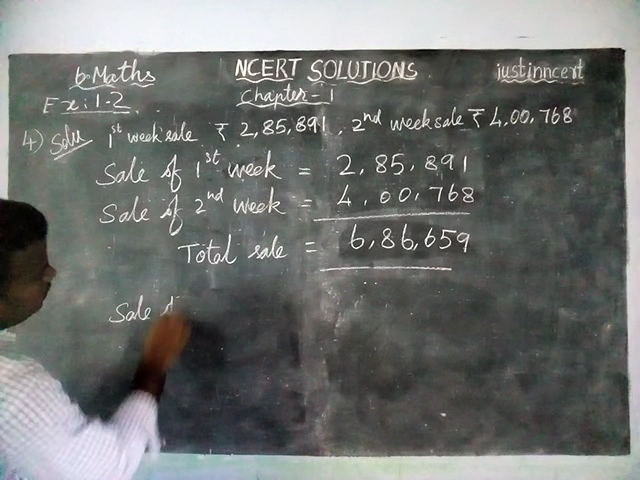 6-Maths NCERT SOLUTIONS justinncert
Ex:1-2 Chapter-1
4) Solu 1st week sale ₹ 2,85,891, 2nd week sale ₹ 4,00,768
Sale of 1st week = 2,85,891
Sale of 2nd week = 4,00,768
Total sale = 6,86,659
Sale